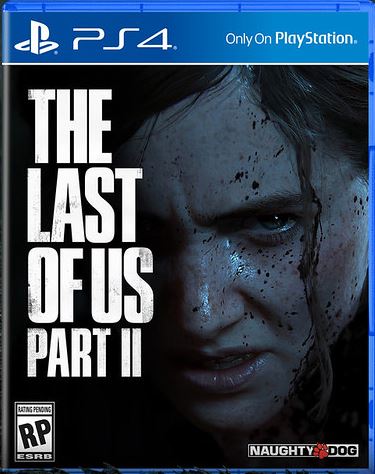 PS4
Only On PlayStation®
THE
LAST
OF US
PART II
RATING PENDING
RP
ESRB
NAUGHTY DOG